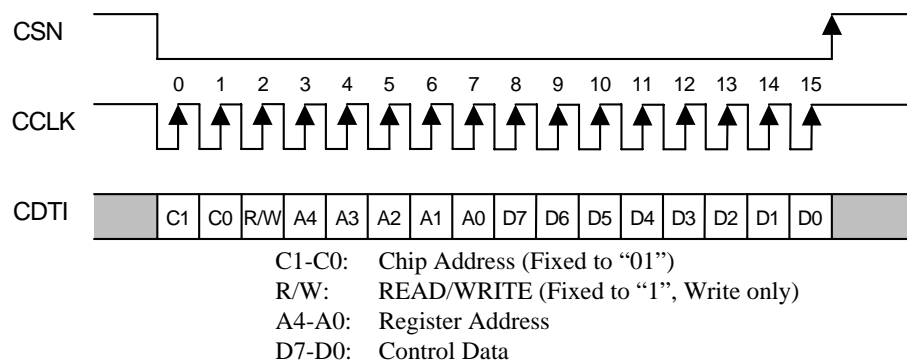 CSN
0 1 2 3 4 5 6 7 8 9 10 11 12 13 14 15
CCLK
CDTI C1 C0 R/W A4 A3 A2 A1 A0 D7 D6 D5 D4 D3 D2 D1 D0
C1-C0: Chip Address (Fixed to “01”)
R/W: READ/WRITE (Fixed to “1”, Write only)
A4-A0: Register Address
D7-D0: Control Data